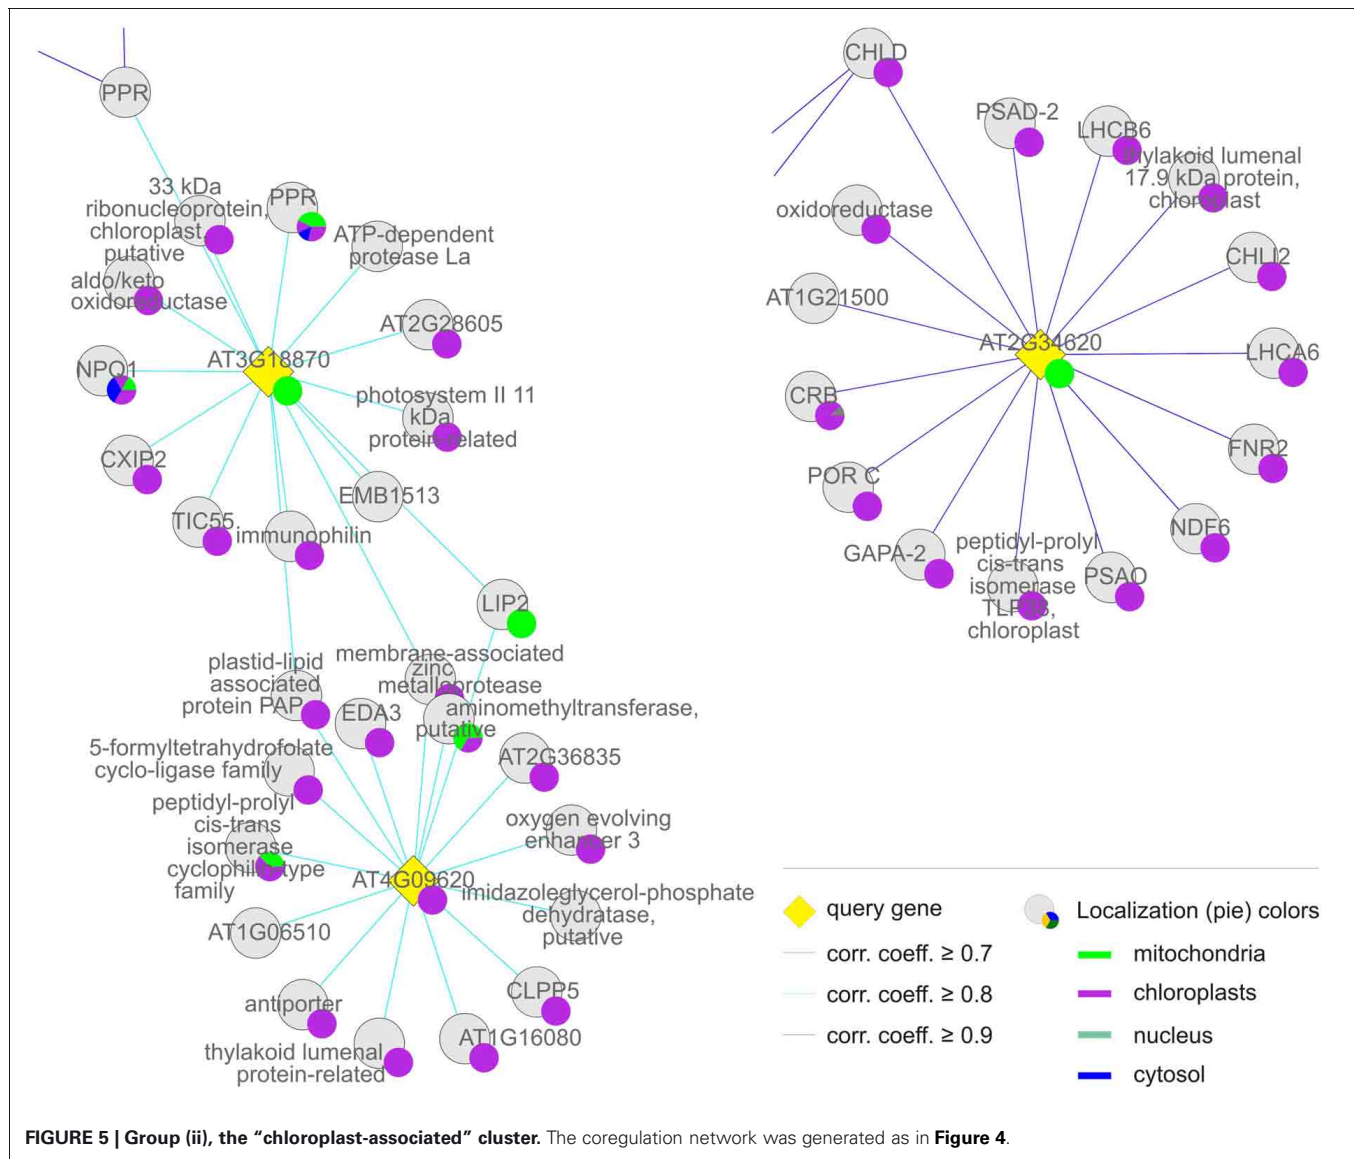 PPR
33 kDa
ribonucleoprotein,
chloroplast,
putative
PPR
ATP-dependent
protease La
aldo/keto
oxidoreductase
AT2G28605
AT3G18870
NPQ1
photosystem II 11
kDa
protein-related
CXIP2
EMB1513
TIC55
immunophilin
LIP2
membrane-associated
zinc
metalloprotease
plastid-lipid
associated
protein PAP
EDA3
aminomethyltransferase,
putative
5-formyltetrahydrofolate
cyclo-ligase family
AT2G36835
peptidyl-prolyl
cis-trans
isomerase
cyclophilin-type
family
oxygen evolving
enhancer 3
AT4G09620
imidazoleglycerol-phosphate
dehydratase,
putative
AT1G06510
antiporter
CLPP5
thylakoid lumenal
protein-related
AT1G16080
CHLD
PSAD-2
LHCB6
thylakoid lumenal
17.9 kDa protein,
chloroplast
oxidoreductase
CHLI2
AT1G21500
AT2G34620
LHCA6
CRB
FNR2
POR C
NDF6
GAPA-2
peptidyl-prolyl
cis-trans
isomerase
chloroplast
PSAO
query gene
corr. coeff. ≥ 0.7
corr. coeff. ≥ 0.8
corr. coeff. ≥ 0.9
Localization (pie) colors
mitochondria
chloroplasts
nucleus
cytosol
FIGURE 5 | Group (ii), the “chloroplast-associated” cluster. The coregulation network was generated as in Figure 4.